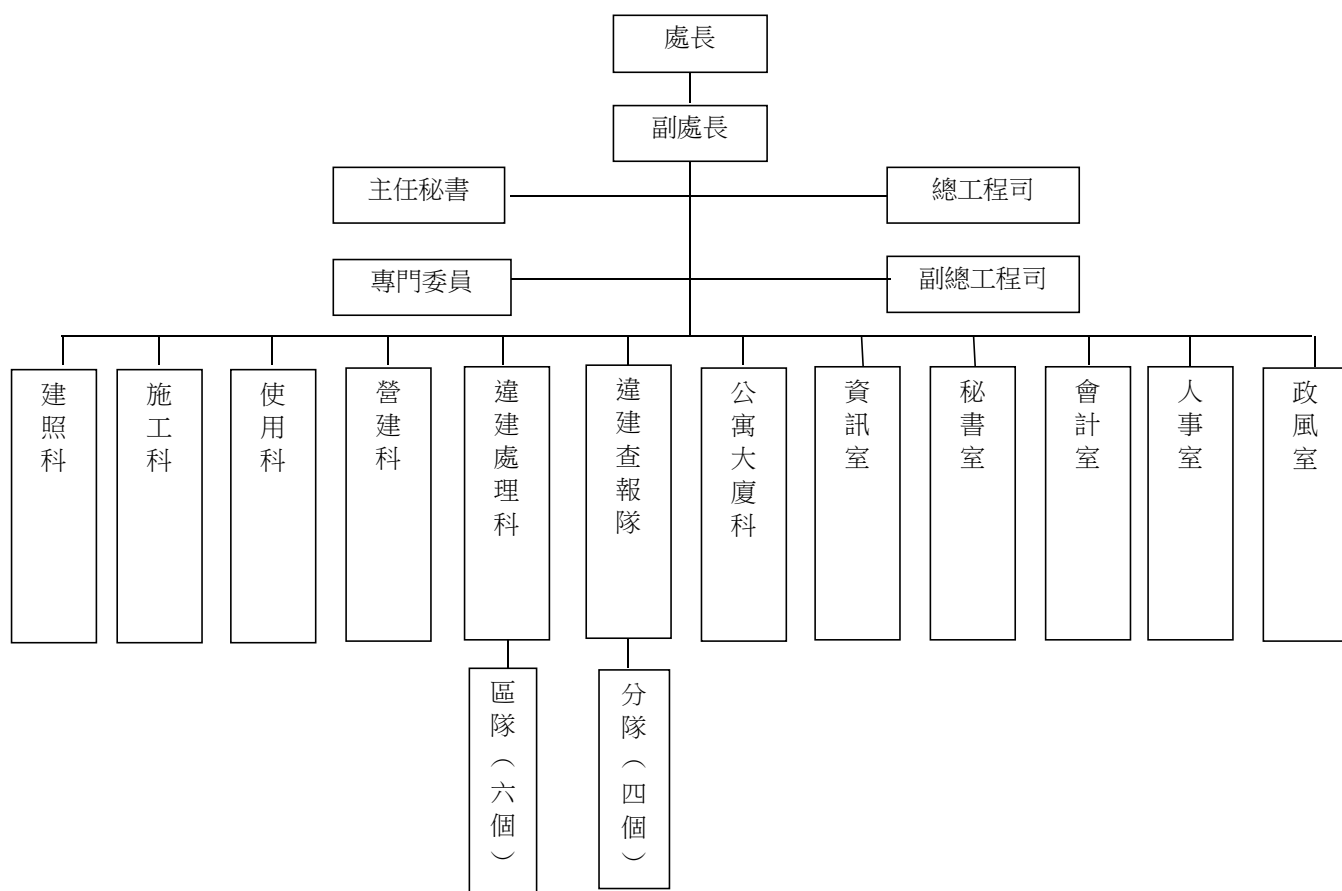 處長
副處長
主任秘書
總工程司
專門委員
副總工程司
建照科
施工科
使用科
營建科
違建處理科
違建查報隊
公寓大廈科
資訊室
秘書室
會計室
人事室
政風室
區隊（六個）
分隊（四個）